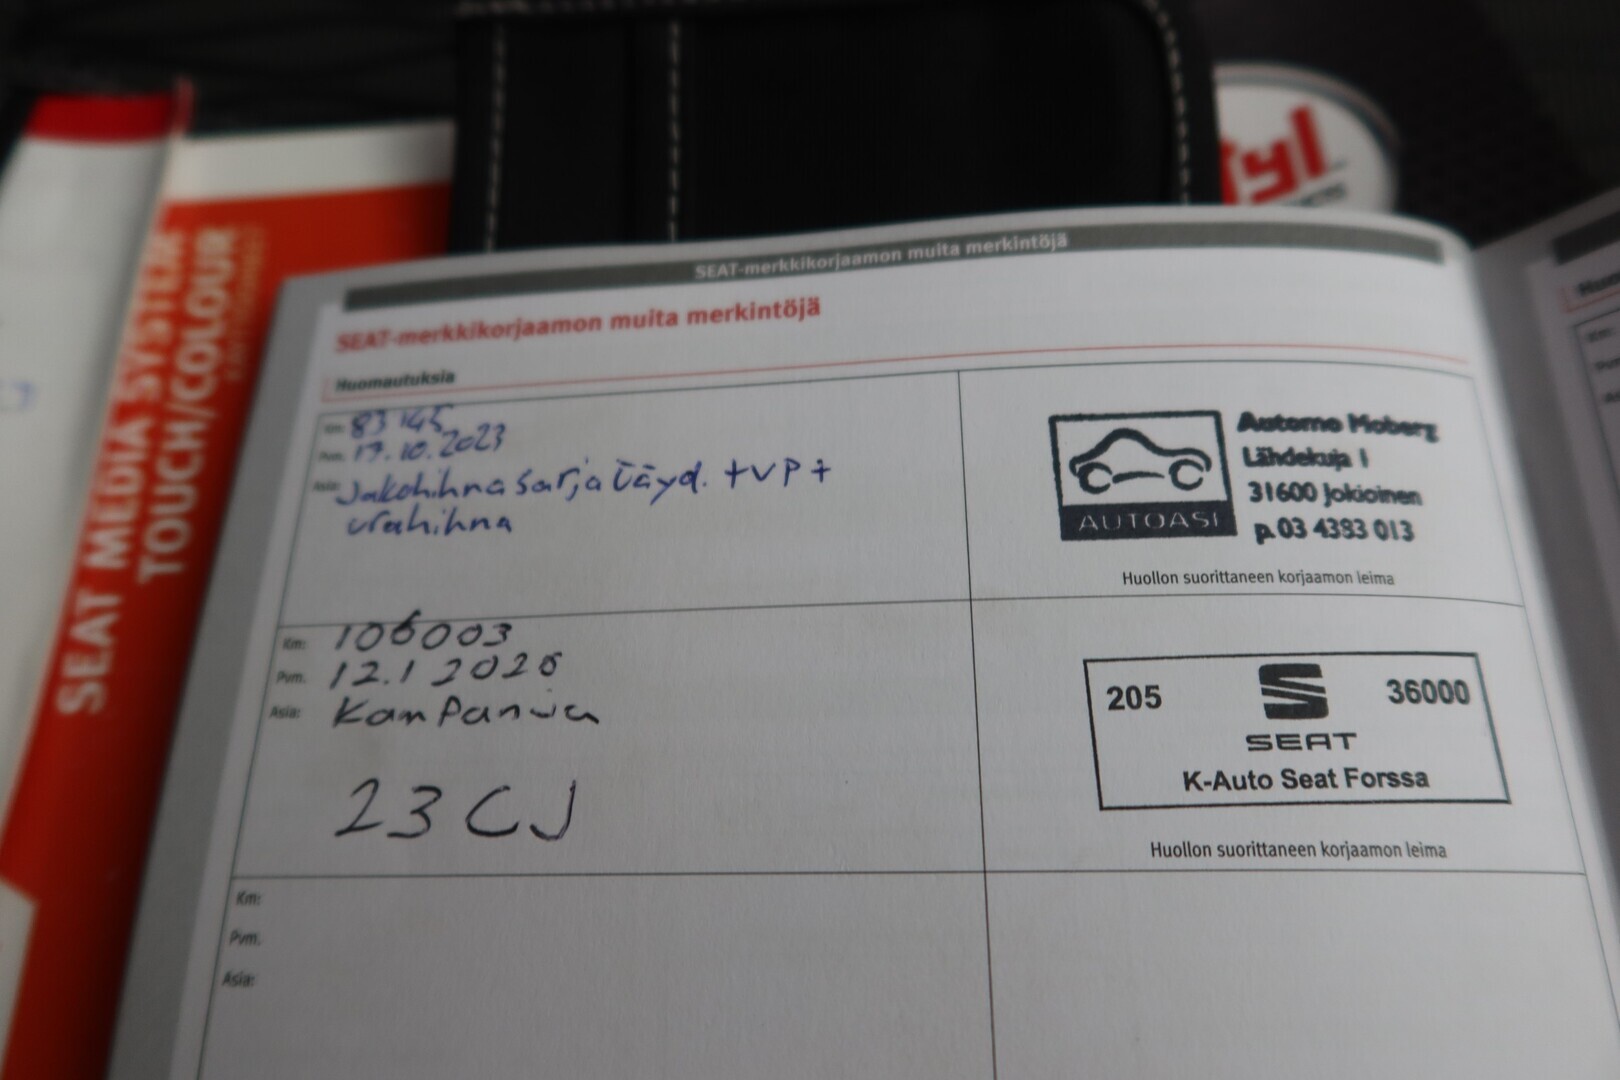 SEAT MEDIA SYSTEM
TOUCH/COLOUR
Tyl
SEAT-merkkikorjaamon muita merkintöjä
SEAT-merkkikorjaamon muita merkintöjä
Huomautuksia
Km: 83145
Pvm. 17.10.2023
Asia: Jakohihnasarja täyd. +VP+
urahihna
AUTOASI
Automo Moberg
Lähdekuja 1
31600 Jokioinen
p. 03 4383 013
Huollon suorittaneen korjaamon leima
Km: 106003
Pvm. 12.1 2026
Asia: Kampanja
23CJ
205 36000
SEAT
K-Auto Seat Forssa
Huollon suorittaneen korjaamon leima
Km:
Pvm.
Asia: